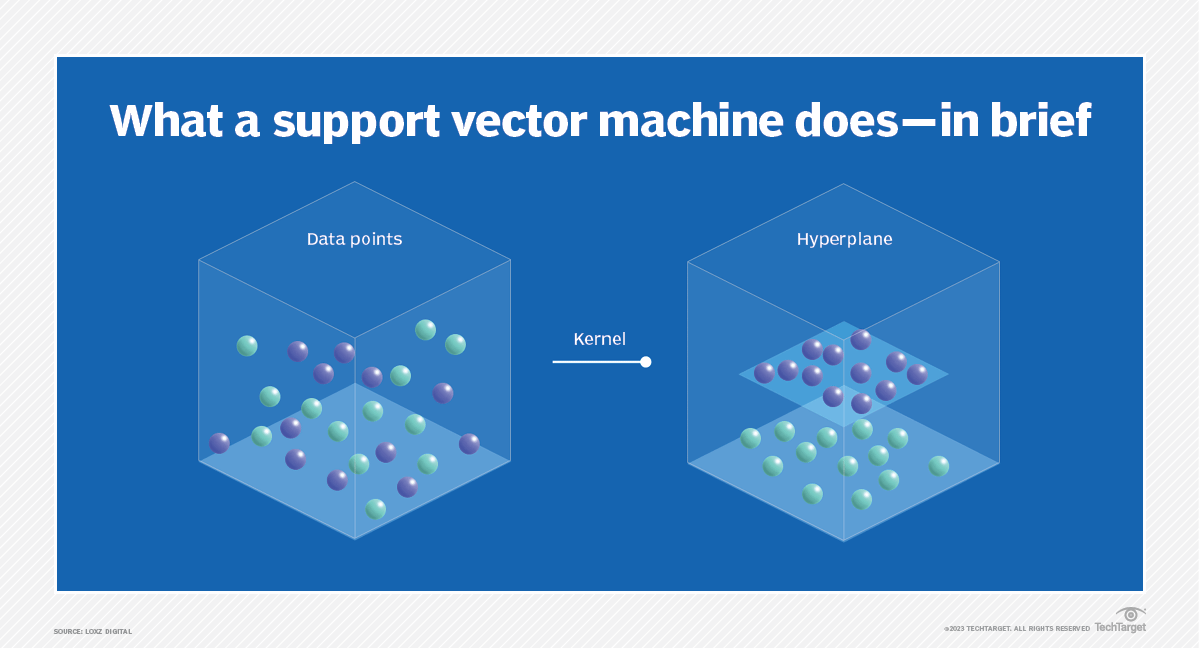 What a support vector machine does—in brief
Data points
Hyperplane
Kernel
SOURCE: LOXZ DIGITAL
©2023 TECHTARGET. ALL RIGHTS RESERVED
TechTarget